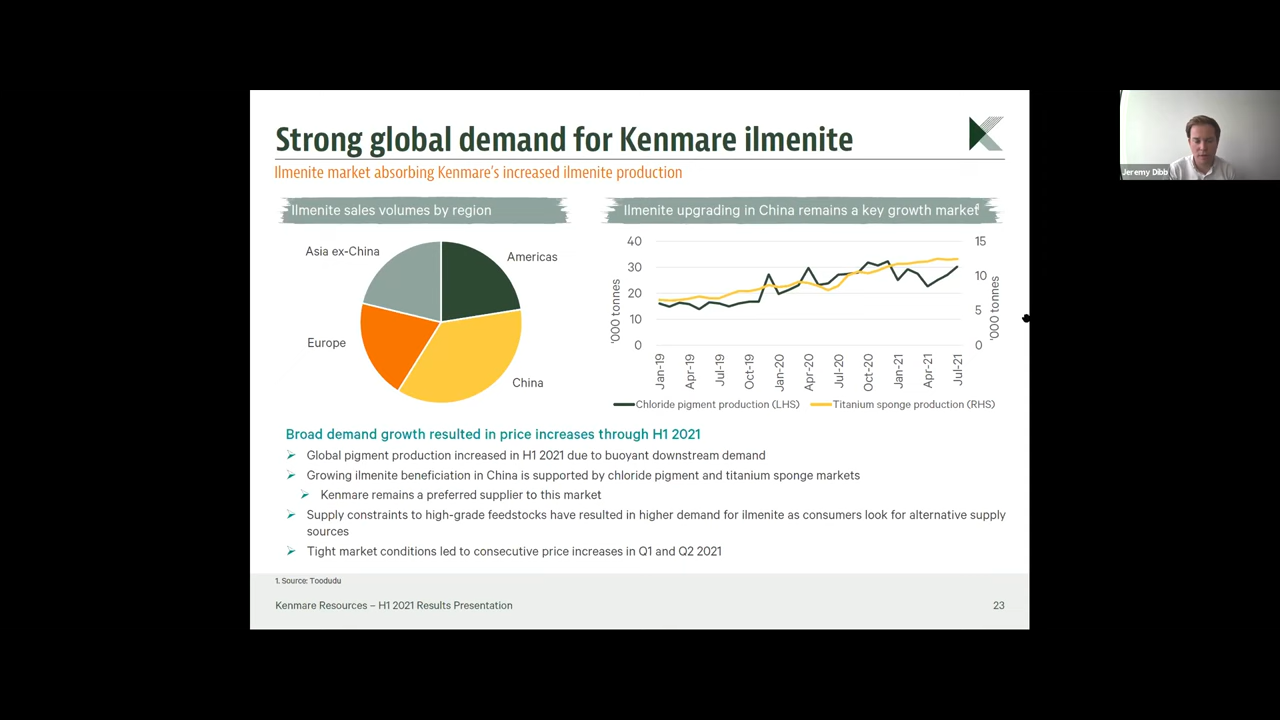 Strong global demand for Kenmare ilmenite
Ilmenite market absorbing Kenmare's increased ilmenite production
Ilmenite sales volumes by region
Asia ex-China
Americas
Europe
China
Ilmenite upgrading in China remains a key growth market¹
40
30
20
10
0
'000 tonnes
15
10
5
0
'000 tonnes
Jan-19
Apr-19
Jul-19
Oct-19
Jan-20
Apr-20
Jul-20
Oct-20
Jan-21
Apr-21
Jul-21
Chloride pigment production (LHS)
Titanium sponge production (RHS)
Broad demand growth resulted in price increases through H1 2021
Global pigment production increased in H1 2021 due to buoyant downstream demand
Growing ilmenite beneficiation in China is supported by chloride pigment and titanium sponge markets
Kenmare remains a preferred supplier to this market
Supply constraints to high-grade feedstocks have resulted in higher demand for ilmenite as consumers look for alternative supply
sources
Tight market conditions led to consecutive price increases in Q1 and Q2 2021
1. Source: Toodudu
Kenmare Resources – H1 2021 Results Presentation
23
Jeremy Dibb